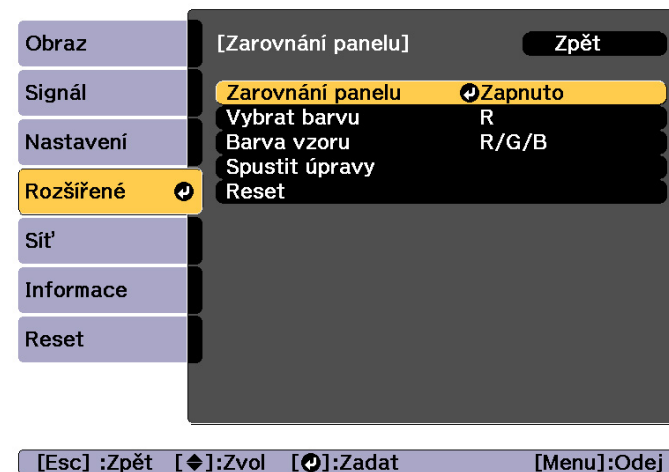 Obraz
Signál
Nastavení
Rozšířené
Síť
Informace
Reset
[Zarovnání panelu] Zpět
Zarovnání panelu Zapnuto
Vybrat barvu R
Barva vzoru R/G/B
Spustit úpravy
Reset
[Esc] :Zpět [◆]:Zvol [↵]:Zadat [Menu]:Odej